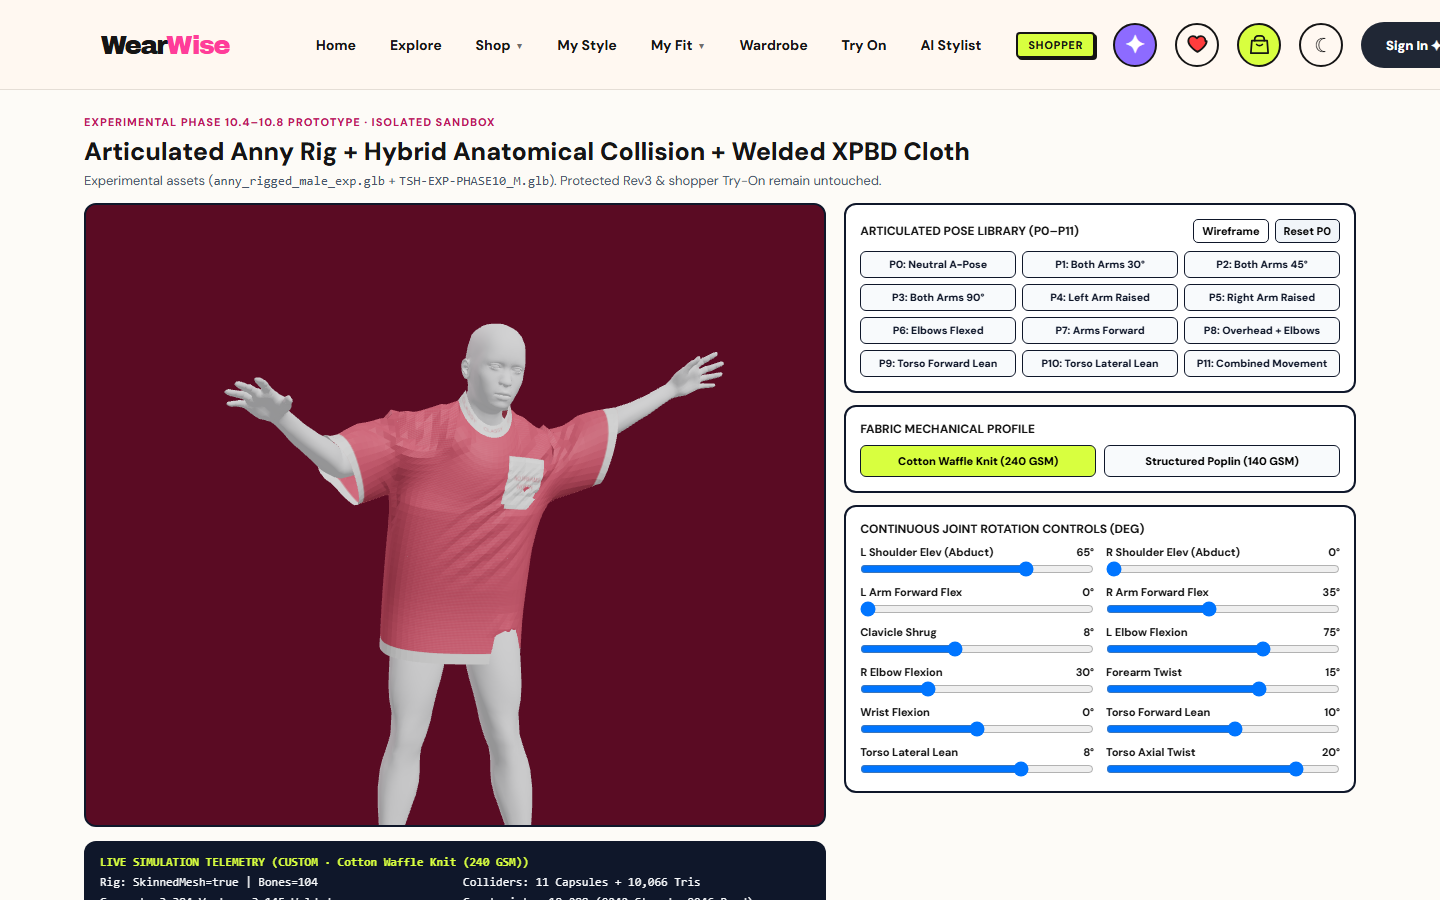 WearWise
Home Explore Shop ▼ My Style My Fit ▼ Wardrobe Try On AI Stylist SHOPPER Sign In
EXPERIMENTAL PHASE 10.4–10.8 PROTOTYPE · ISOLATED SANDBOX
Articulated Anny Rig + Hybrid Anatomical Collision + Welded XPBD Cloth
Experimental assets (anny_rigged_male_exp.glb + TSH-EXP-PHASE10_M.glb). Protected Rev3 & shopper Try-On remain untouched.
ARTICULATED POSE LIBRARY (P0–P11) Wireframe Reset P0
P0: Neutral A-Pose P1: Both Arms 30° P2: Both Arms 45°
P3: Both Arms 90° P4: Left Arm Raised P5: Right Arm Raised
P6: Elbows Flexed P7: Arms Forward P8: Overhead + Elbows
P9: Torso Forward Lean P10: Torso Lateral Lean P11: Combined Movement
FABRIC MECHANICAL PROFILE
Cotton Waffle Knit (240 GSM) Structured Poplin (140 GSM)
CONTINUOUS JOINT ROTATION CONTROLS (DEG)
L Shoulder Elev (Abduct) 65° R Shoulder Elev (Abduct) 0°
L Arm Forward Flex 0° R Arm Forward Flex 35°
Clavicle Shrug 8° L Elbow Flexion 75°
R Elbow Flexion 30° Forearm Twist 15°
Wrist Flexion 0° Torso Forward Lean 10°
Torso Lateral Lean 8° Torso Axial Twist 20°
LIVE SIMULATION TELEMETRY (CUSTOM · Cotton Waffle Knit (240 GSM))
Rig: SkinnedMesh=true | Bones=104 Colliders: 11 Capsules + 10,066 Tris